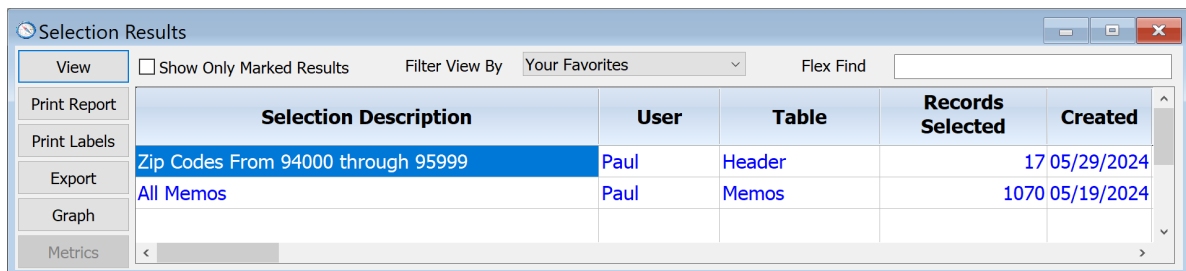 Selection Results
View
Show Only Marked Results
Filter View By
Your Favorites
Flex Find
Print Report
Print Labels
Export
Graph
Metrics
Selection Description User Table Records Selected Created
Zip Codes From 94000 through 95999 Paul Header 17 05/29/2024
All Memos Paul Memos 1070 05/19/2024